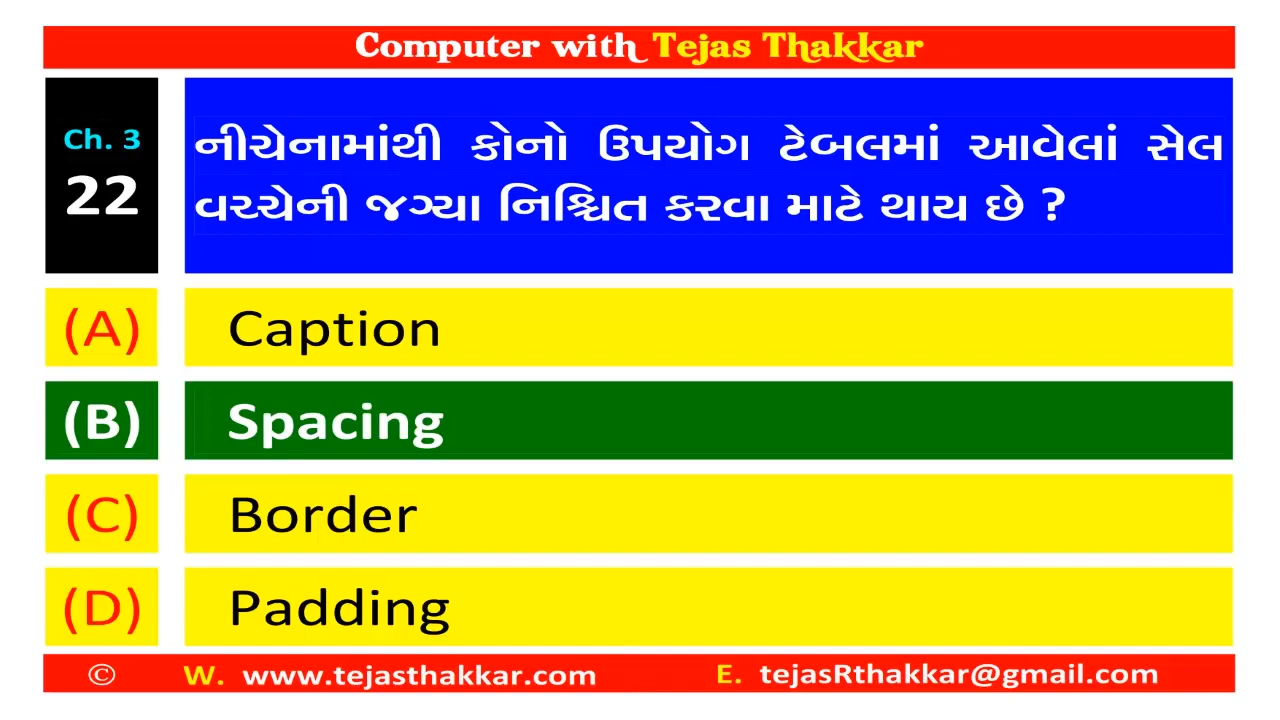 Computer with Tejas Thakkar
Ch. 3
22
નીચેનામાંથી કોનો ઉપયોગ ટેબલમાં આવેલાં સેલ
વચ્ચેની જગ્યા નિશ્ચિત કરવા માટે થાય છે ?
(A) Caption
(B) Spacing
(C) Border
(D) Padding
© W. www.tejasthakkar.com E. tejasRthakkar@gmail.com